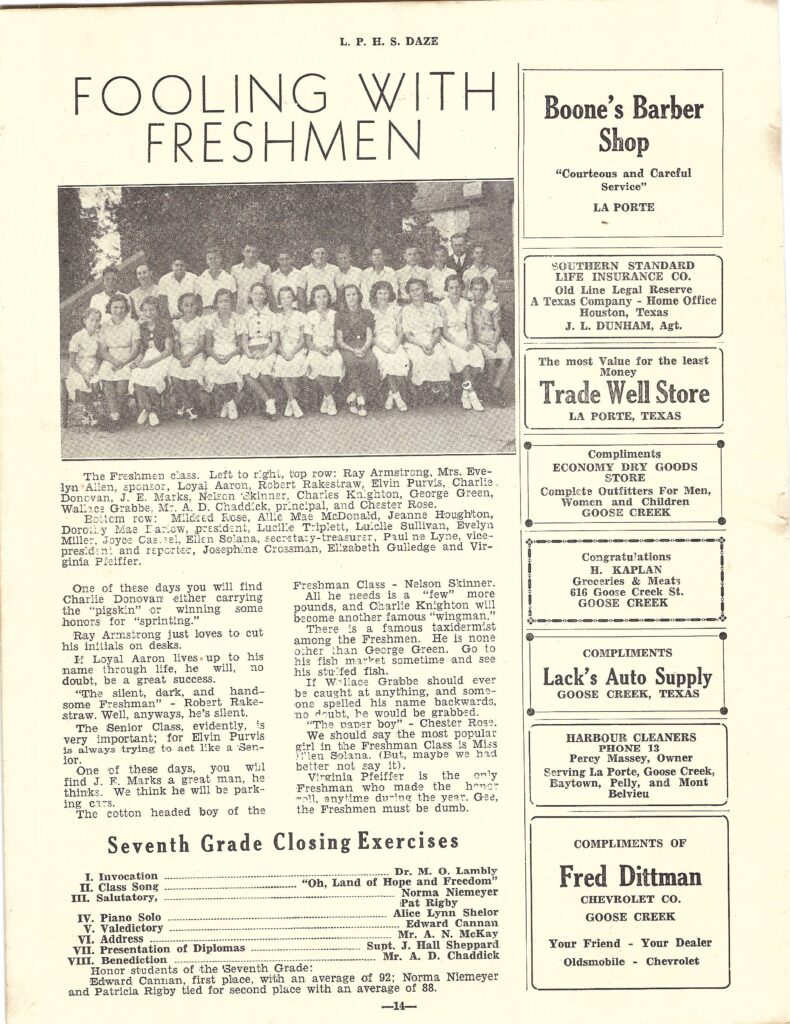 L. P. H. S. DAZE
FOOLING WITH
FRESHMEN
The Freshmen class. Left to right, top row: Ray Armstrong, Mrs. Eve-
lyn Allen, sponsor, Loyal Aaron, Robert Rakestraw, Elvin Purvis, Charlie
Donovan, J. E. Marks, Nelson Skinner, Charles Knighton, George Green,
Wallace Grabbe, Mr. A. D. Chaddick, principal, and Chester Rose.
Bottom row: Mildred Rose, Allie Mae McDonald, Jeanne Houghton,
Dorothy Mae Barlow, president, Lucille Triplett, Lucille Sullivan, Evelyn
Miller, Joyce Cassel, Ellen Solana, secretary-treasurer, Pauline Lyne, vice-
president and reporter, Josephine Crossman, Elizabeth Gulledge and Vir-
ginia Pfeiffer.
One of these days you will find
Charlie Donovan either carrying
the "pigskin" or winning some
honors for "sprinting."
Ray Armstrong just loves to cut
his initials on desks.
If Loyal Aaron lives up to his
name through life, he will, no
doubt, be a great success.
"The silent, dark, and hand-
some Freshman" - Robert Rake-
straw. Well, anyways, he's silent.
The Senior Class, evidently, is
very important; for Elvin Purvis
is always trying to act like a Sen-
ior.
One of these days, you will
find J. E. Marks a great man, he
thinks. We think he will be park-
ing cars.
The cotton headed boy of the
Freshman Class - Nelson Skinner.
All he needs is a "few" more
pounds, and Charlie Knighton will
become another famous "wingman."
There is a famous taxidermist
among the Freshmen. He is none
other than George Green. Go to
his fish market sometime and see
his stuffed fish.
If Wallace Grabbe should ever
be caught at anything, and some-
one spelled his name backwards,
no doubt, he would be grabbed.
"The paper boy" - Chester Rose.
We should say the most popular
girl in the Freshman Class is Miss
Ellen Solana. (But, maybe we had
better not say it).
Virginia Pfeiffer is the only
Freshman who made the honor
roll, anytime during the year. Gee,
the Freshmen must be dumb.
Seventh Grade Closing Exercises
I. Invocation ........ Dr. M. O. Lambly
II. Class Song ........ "Oh, Land of Hope and Freedom"
III. Salutatory, ........ Norma Niemeyer
Pat Rigby
IV. Piano Solo ........ Alice Lynn Shelor
V. Valedictory ........ Edward Cannan
VI. Address ........ Mr. A. N. McKay
VII. Presentation of Diplomas ........ Supt. J. Hall Sheppard
VIII. Benediction ........ Mr. A. D. Chaddick
Honor students of the Seventh Grade:
Edward Cannan, first place, with an average of 92; Norma Niemeyer
and Patricia Rigby tied for second place with an average of 88.
Boone's Barber
Shop
"Courteous and Careful
Service"
LA PORTE
SOUTHERN STANDARD
LIFE INSURANCE CO.
Old Line Legal Reserve
A Texas Company - Home Office
Houston, Texas
J. L. DUNHAM, Agt.
The most Value for the least
Money
Trade Well Store
LA PORTE, TEXAS
Compliments
ECONOMY DRY GOODS
STORE
Complete Outfitters For Men,
Women and Children
GOOSE CREEK
Congratulations
H. KAPLAN
Groceries & Meats
616 Goose Creek St.
GOOSE CREEK
COMPLIMENTS
Lack's Auto Supply
GOOSE CREEK, TEXAS
HARBOUR CLEANERS
PHONE 13
Percy Massey, Owner
Serving La Porte, Goose Creek,
Baytown, Pelly, and Mont
Belvieu
COMPLIMENTS OF
Fred Dittman
CHEVROLET CO.
GOOSE CREEK
Your Friend - Your Dealer
Oldsmobile - Chevrolet
—14—